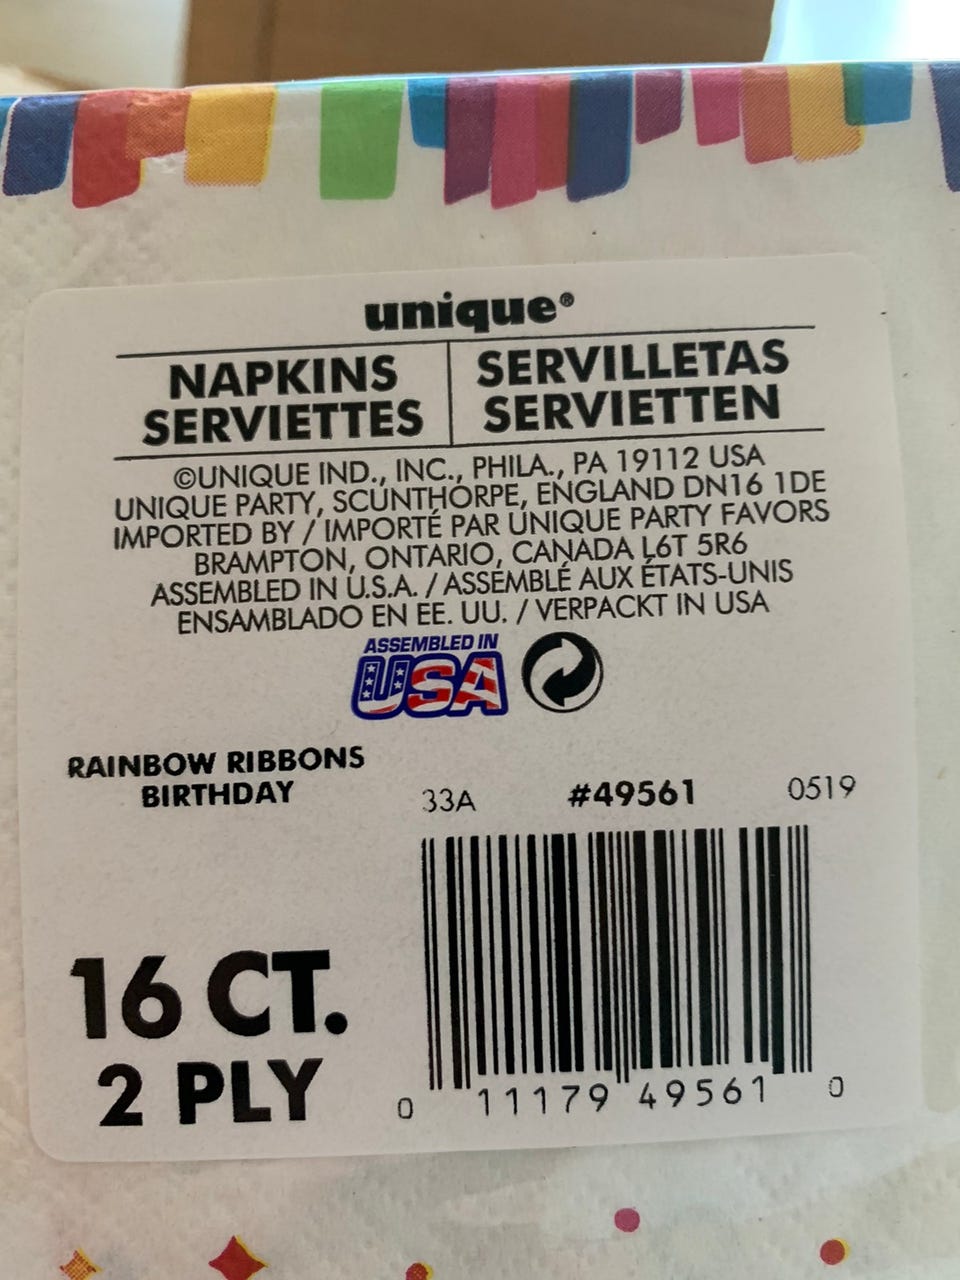 unique®
NAPKINS
SERVIETTES
SERVILLETAS
SERVIETTEN
©UNIQUE IND., INC., PHILA., PA 19112 USA
UNIQUE PARTY, SCUNTHORPE, ENGLAND DN16 1DE
IMPORTED BY / IMPORTÉ PAR UNIQUE PARTY FAVORS
BRAMPTON, ONTARIO, CANADA L6T 5R6
ASSEMBLED IN U.S.A. / ASSEMBLÉ AUX ÉTATS-UNIS
ENSAMBLADO EN EE. UU. / VERPACKT IN USA
ASSEMBLED IN
USA
RAINBOW RIBBONS
BIRTHDAY
33A #49561 0519
16 CT.
2 PLY
0 11179 49561 0